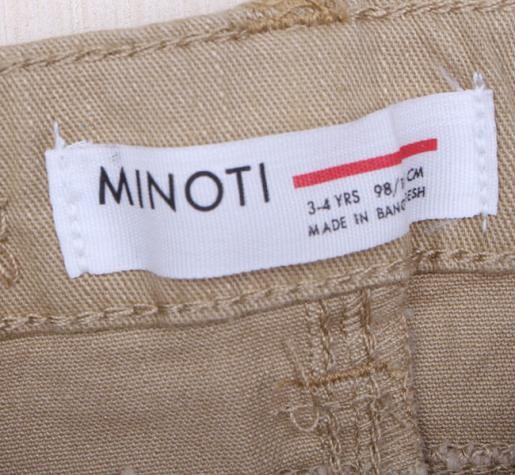 MINOTI
3-4 YRS 98/1 CM
MADE IN BANG ESH